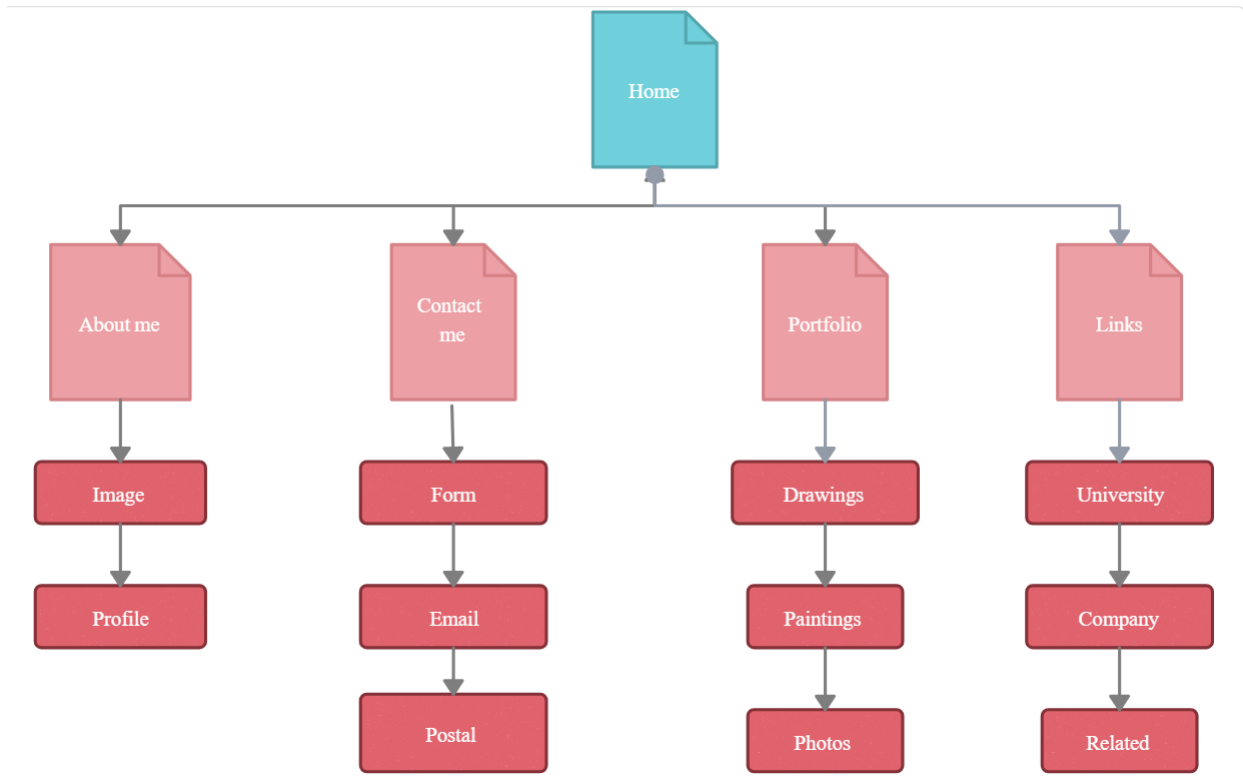 Home
About me
Contact
me
Portfolio
Links
Image
Form
Drawings
University
Profile
Email
Paintings
Company
Postal
Photos
Related